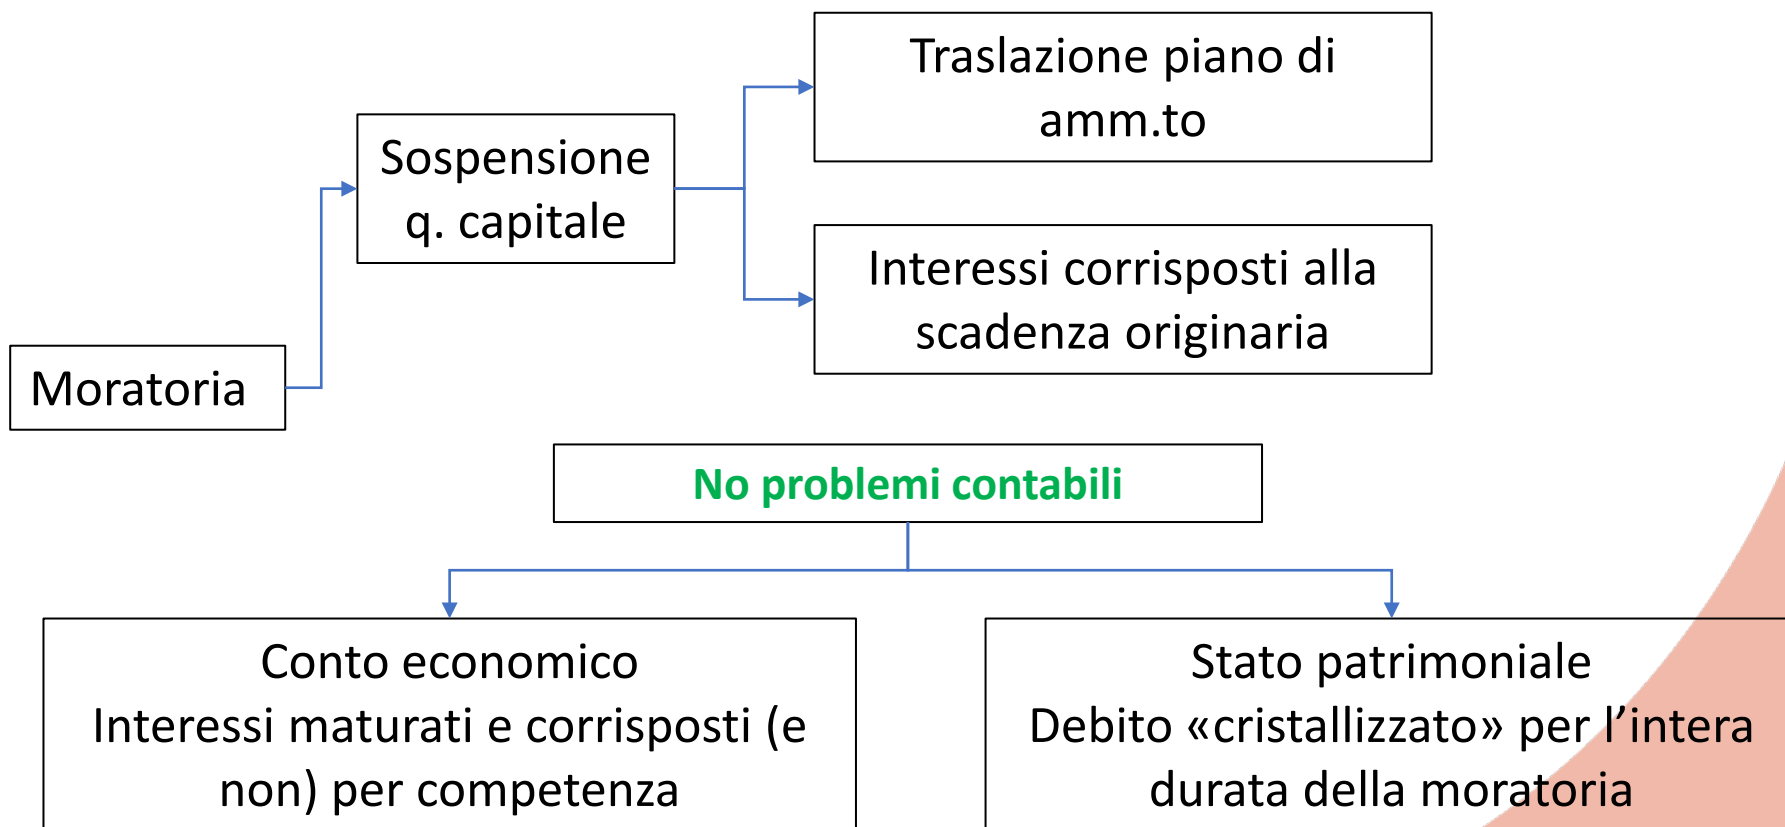 Traslazione piano di
amm.to
Sospensione
q. capitale
Interessi corrisposti alla
scadenza originaria
Moratoria
No problemi contabili
Conto economico
Interessi maturati e corrisposti (e
non) per competenza
Stato patrimoniale
Debito «cristallizzato» per l’intera
durata della moratoria